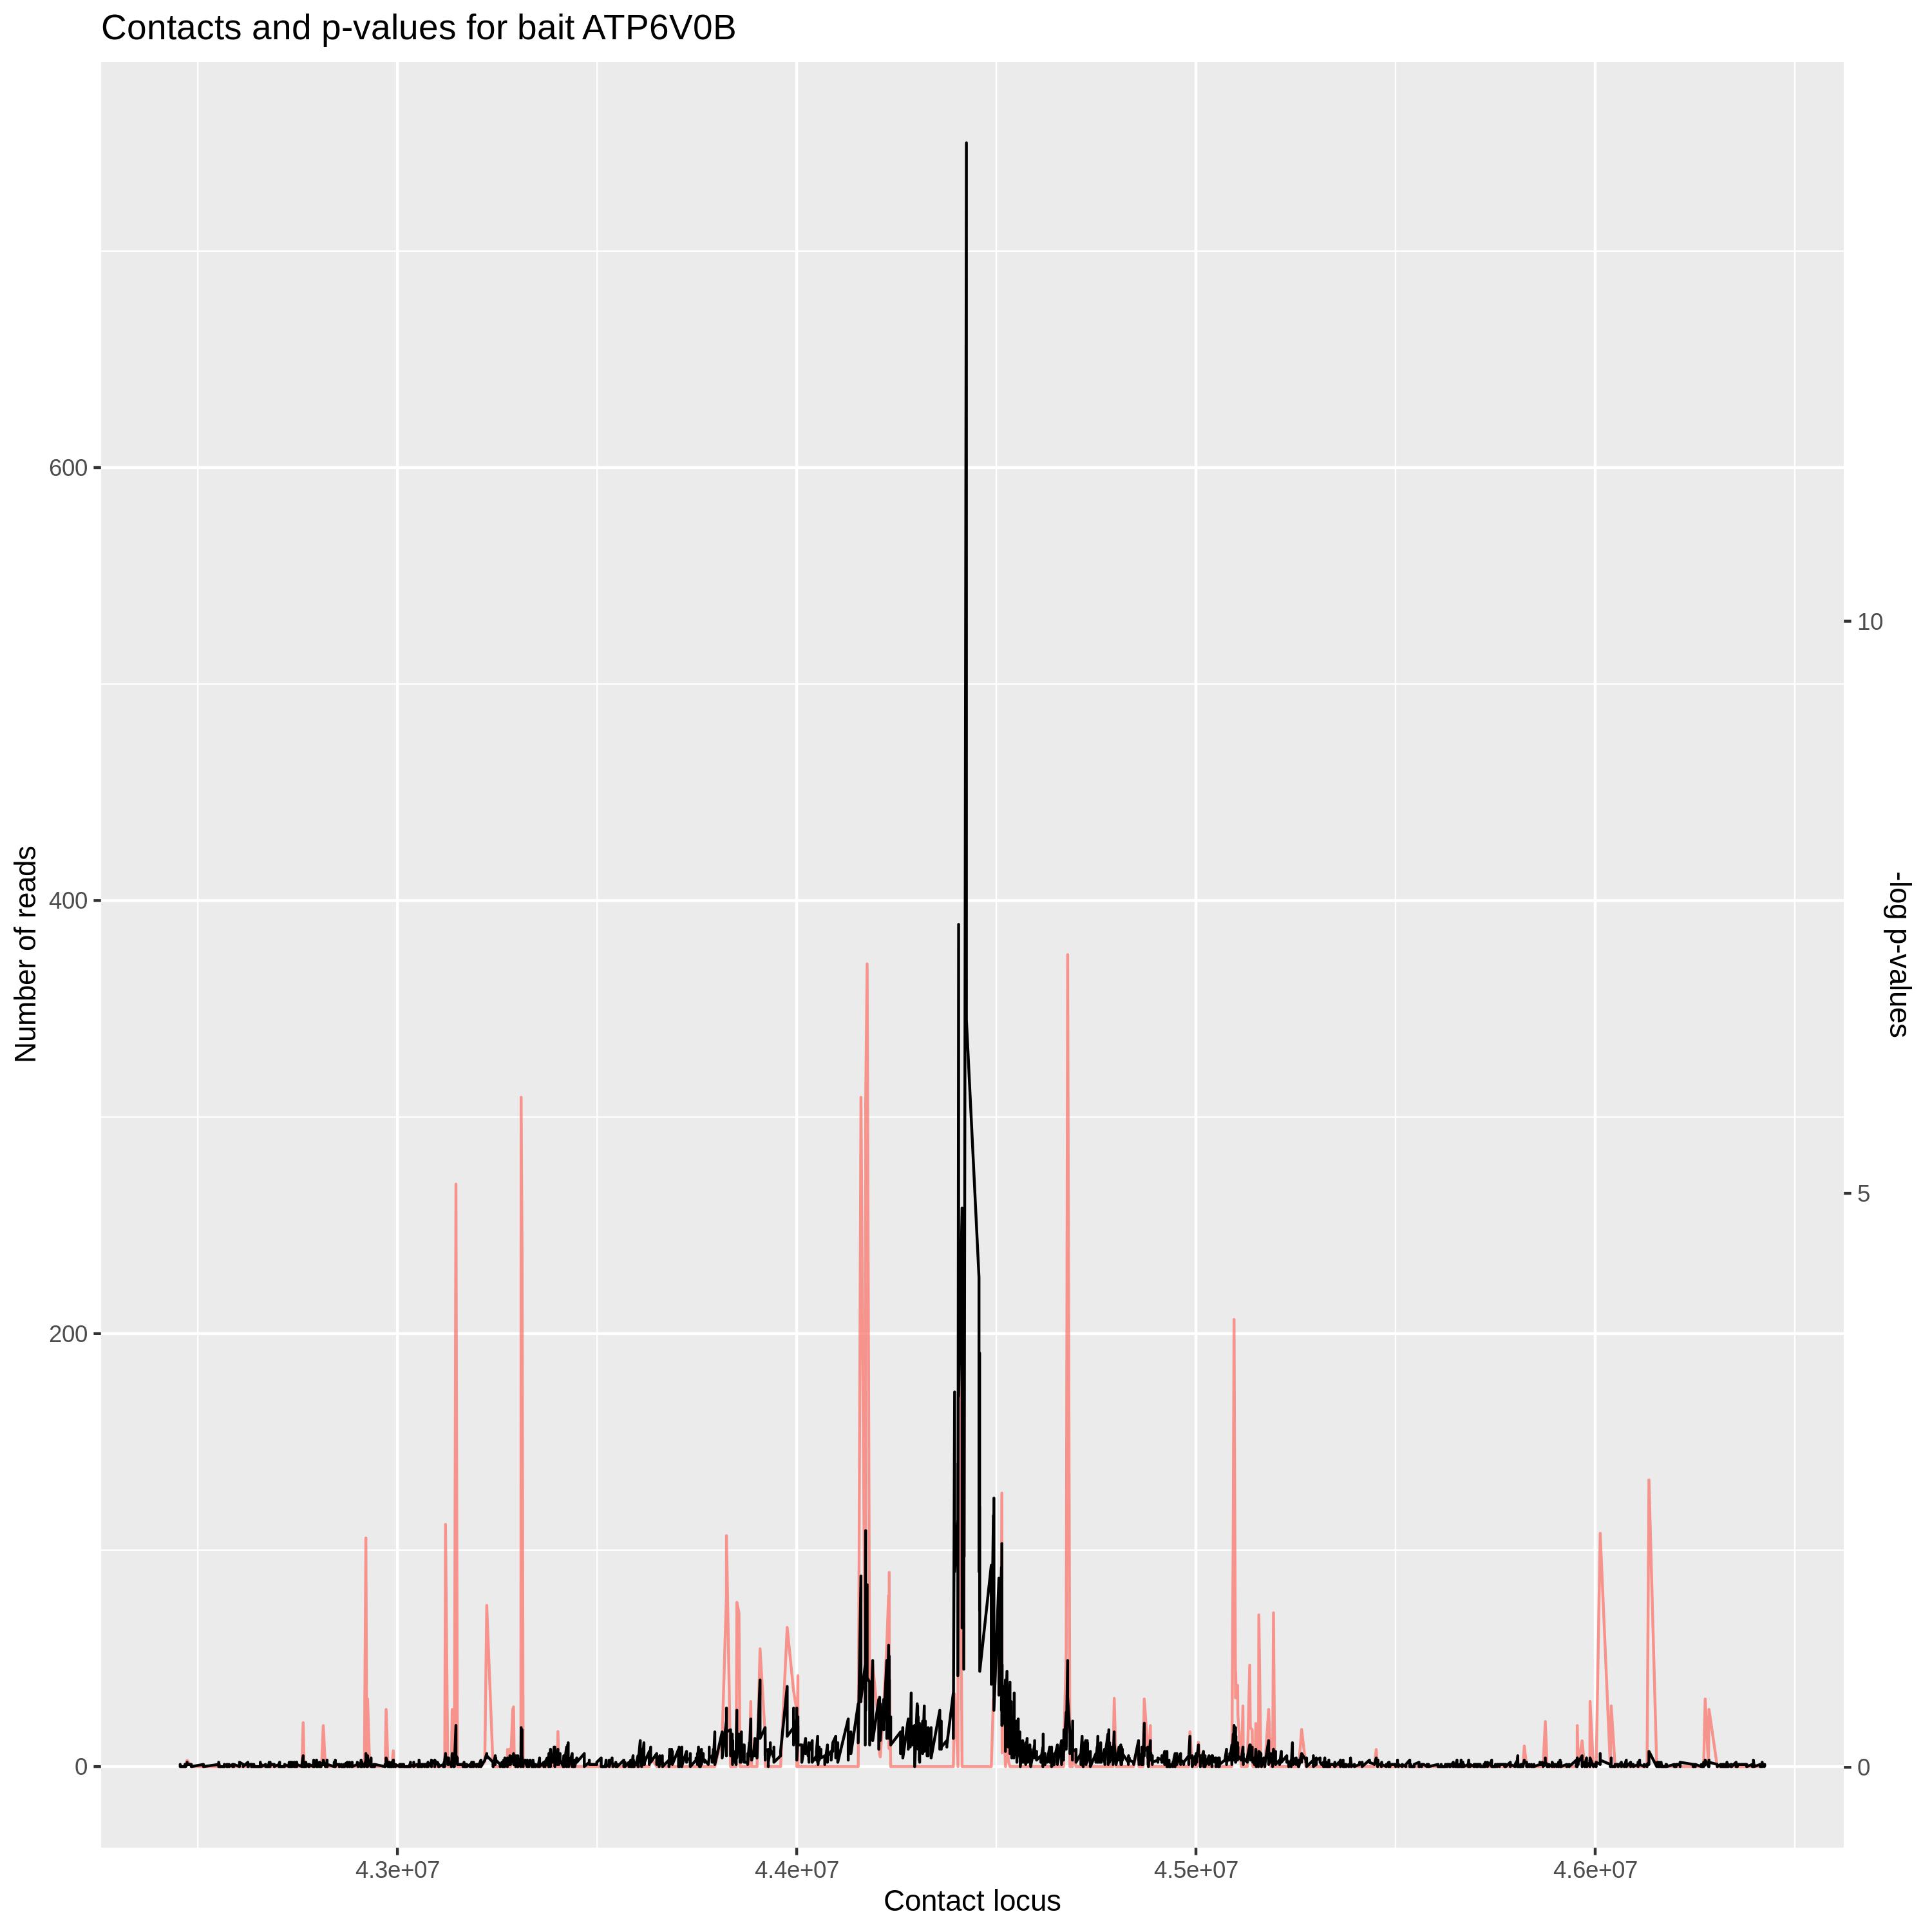 Contacts and p-values for bait ATP6V0B
600
400
200
0
Number of reads
10
5
0
-log p-values
4.3e+07
4.4e+07
4.5e+07
4.6e+07
Contact locus